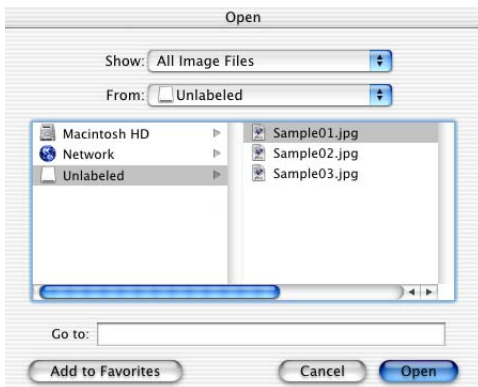 Open
Show: All Image Files
From: Unlabeled
Macintosh HD
Network
Unlabeled
Sample01.jpg
Sample02.jpg
Sample03.jpg
Go to:
Add to Favorites
Cancel
Open